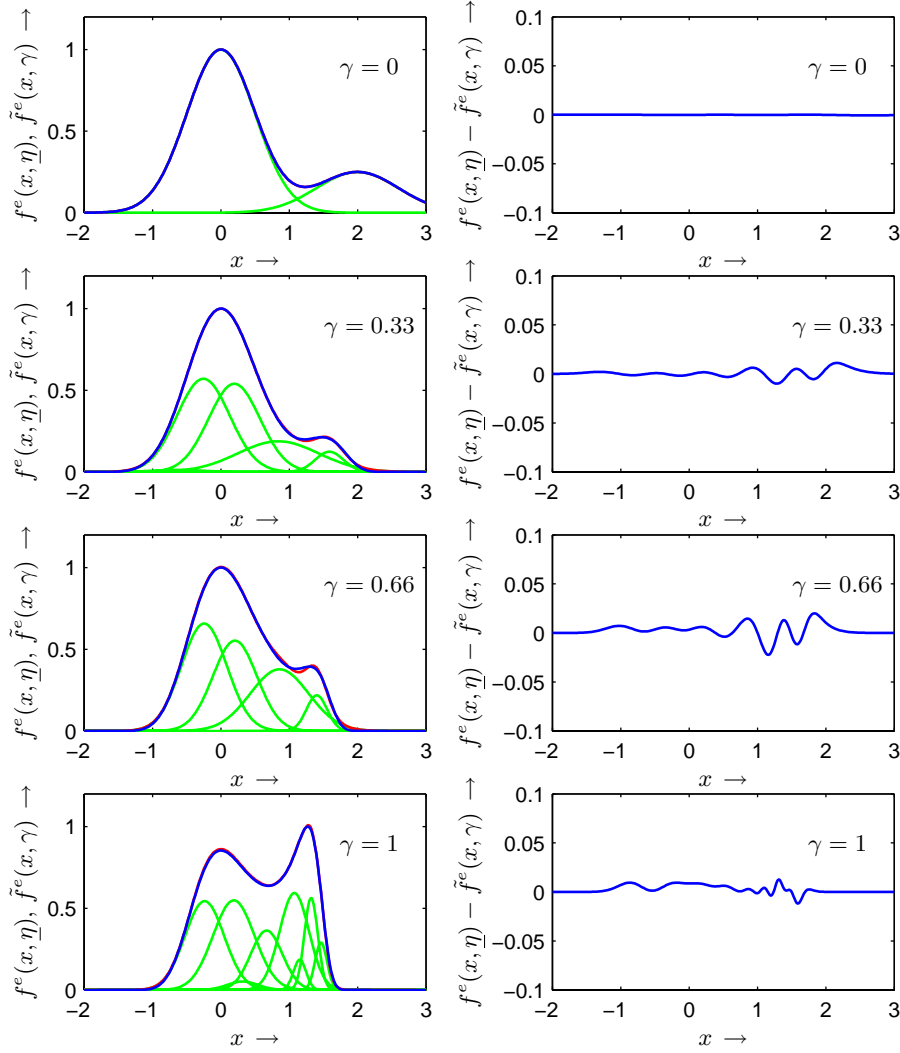 f^e(x, η), f̃^e(x, γ) →
1
0.5
0
γ = 0
−2 −1 0 1 2 3
x →
f^e(x, η) − f̃^e(x, γ) →
0.1
0.05
0
−0.05
−0.1
γ = 0
−2 −1 0 1 2 3
x →
f^e(x, η), f̃^e(x, γ) →
1
0.5
0
γ = 0.33
−2 −1 0 1 2 3
x →
f^e(x, η) − f̃^e(x, γ) →
0.1
0.05
0
−0.05
−0.1
γ = 0.33
−2 −1 0 1 2 3
x →
f^e(x, η), f̃^e(x, γ) →
1
0.5
0
γ = 0.66
−2 −1 0 1 2 3
x →
f^e(x, η) − f̃^e(x, γ) →
0.1
0.05
0
−0.05
−0.1
γ = 0.66
−2 −1 0 1 2 3
x →
f^e(x, η), f̃^e(x, γ) →
1
0.5
0
γ = 1
−2 −1 0 1 2 3
x →
f^e(x, η) − f̃^e(x, γ) →
0.1
0.05
0
−0.05
−0.1
γ = 1
−2 −1 0 1 2 3
x →